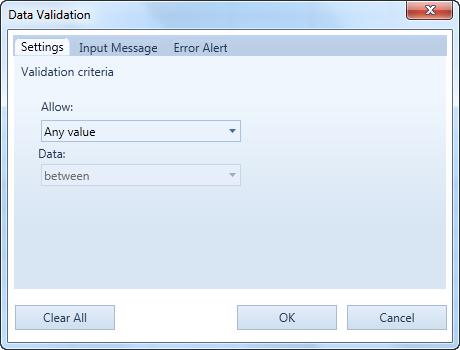 Data Validation
Settings Input Message Error Alert
Validation criteria
Allow:
Any value
Data:
between
Clear All OK Cancel